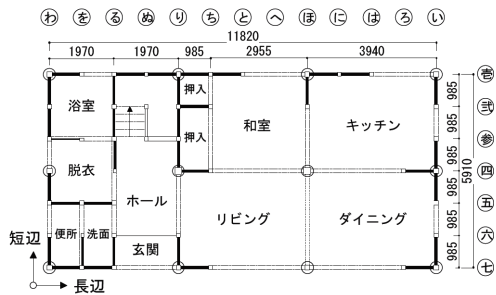 わ を る ぬ り ち と へ ほ に は ろ い
11820
1970 1970 985 2955 3940
壱
弐
参
四
五
六
七
985
985
985
985
985
985
5910
浴室
押入
押入
和室
キッチン
脱衣
ホール
リビング
ダイニング
便所
洗面
玄関
短辺
長辺